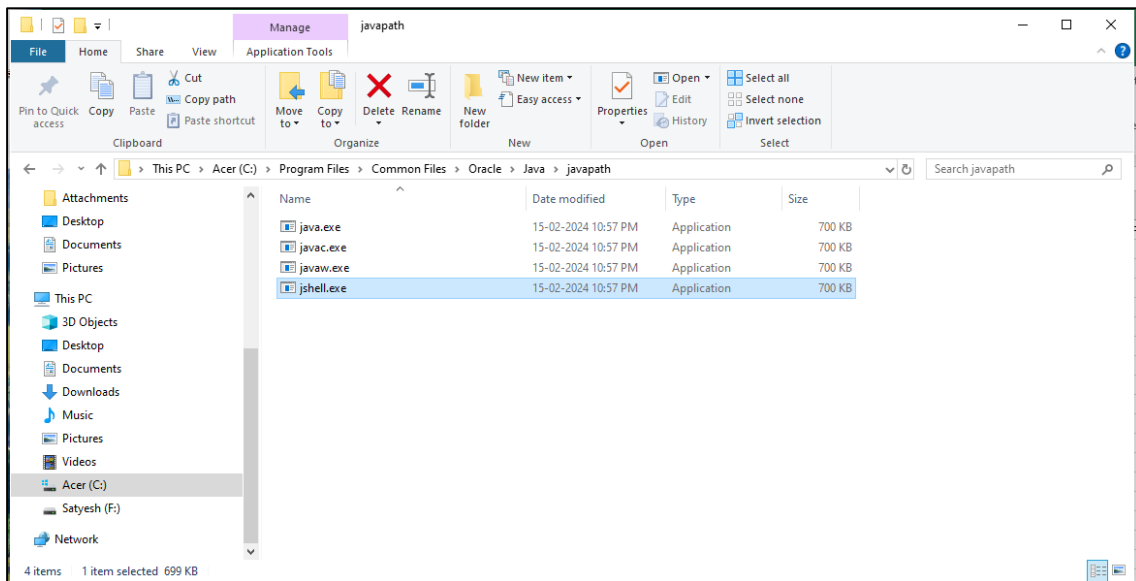 Manage javapath
File Home Share View Application Tools
Pin to Quick access
Copy
Paste
Cut
Copy path
Paste shortcut
Clipboard
Move to
Copy to
Delete
Rename
Organize
New folder
New item
Easy access
New
Properties
Open
Edit
History
Open
Select all
Select none
Invert selection
Select
This PC > Acer (C:) > Program Files > Common Files > Oracle > Java > javapath
Search javapath
Attachments
Desktop
Documents
Pictures
This PC
3D Objects
Desktop
Documents
Downloads
Music
Pictures
Videos
Acer (C:)
Satyesh (F:)
Network
Name Date modified Type Size
java.exe 15-02-2024 10:57 PM Application 700 KB
javac.exe 15-02-2024 10:57 PM Application 700 KB
javaw.exe 15-02-2024 10:57 PM Application 700 KB
jshell.exe 15-02-2024 10:57 PM Application 700 KB
4 items 1 item selected 699 KB